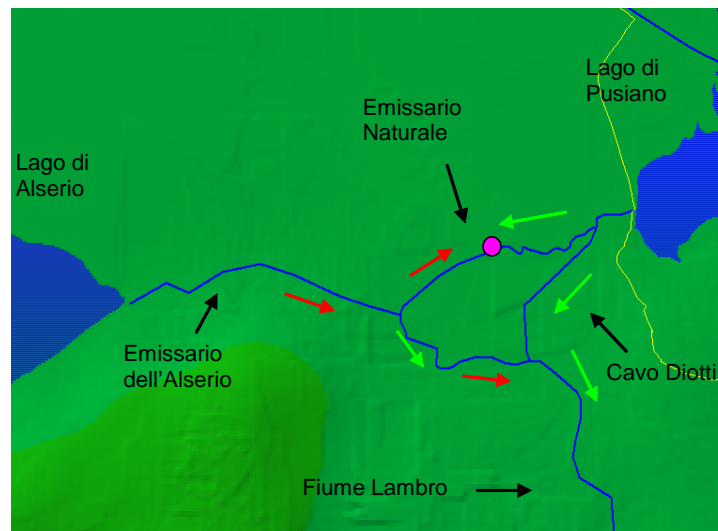 Lago di
Pusiano
Emissario
Naturale
Lago di
Alserio
Emissario
dell'Alserio
Cavo Diotti
Fiume Lambro